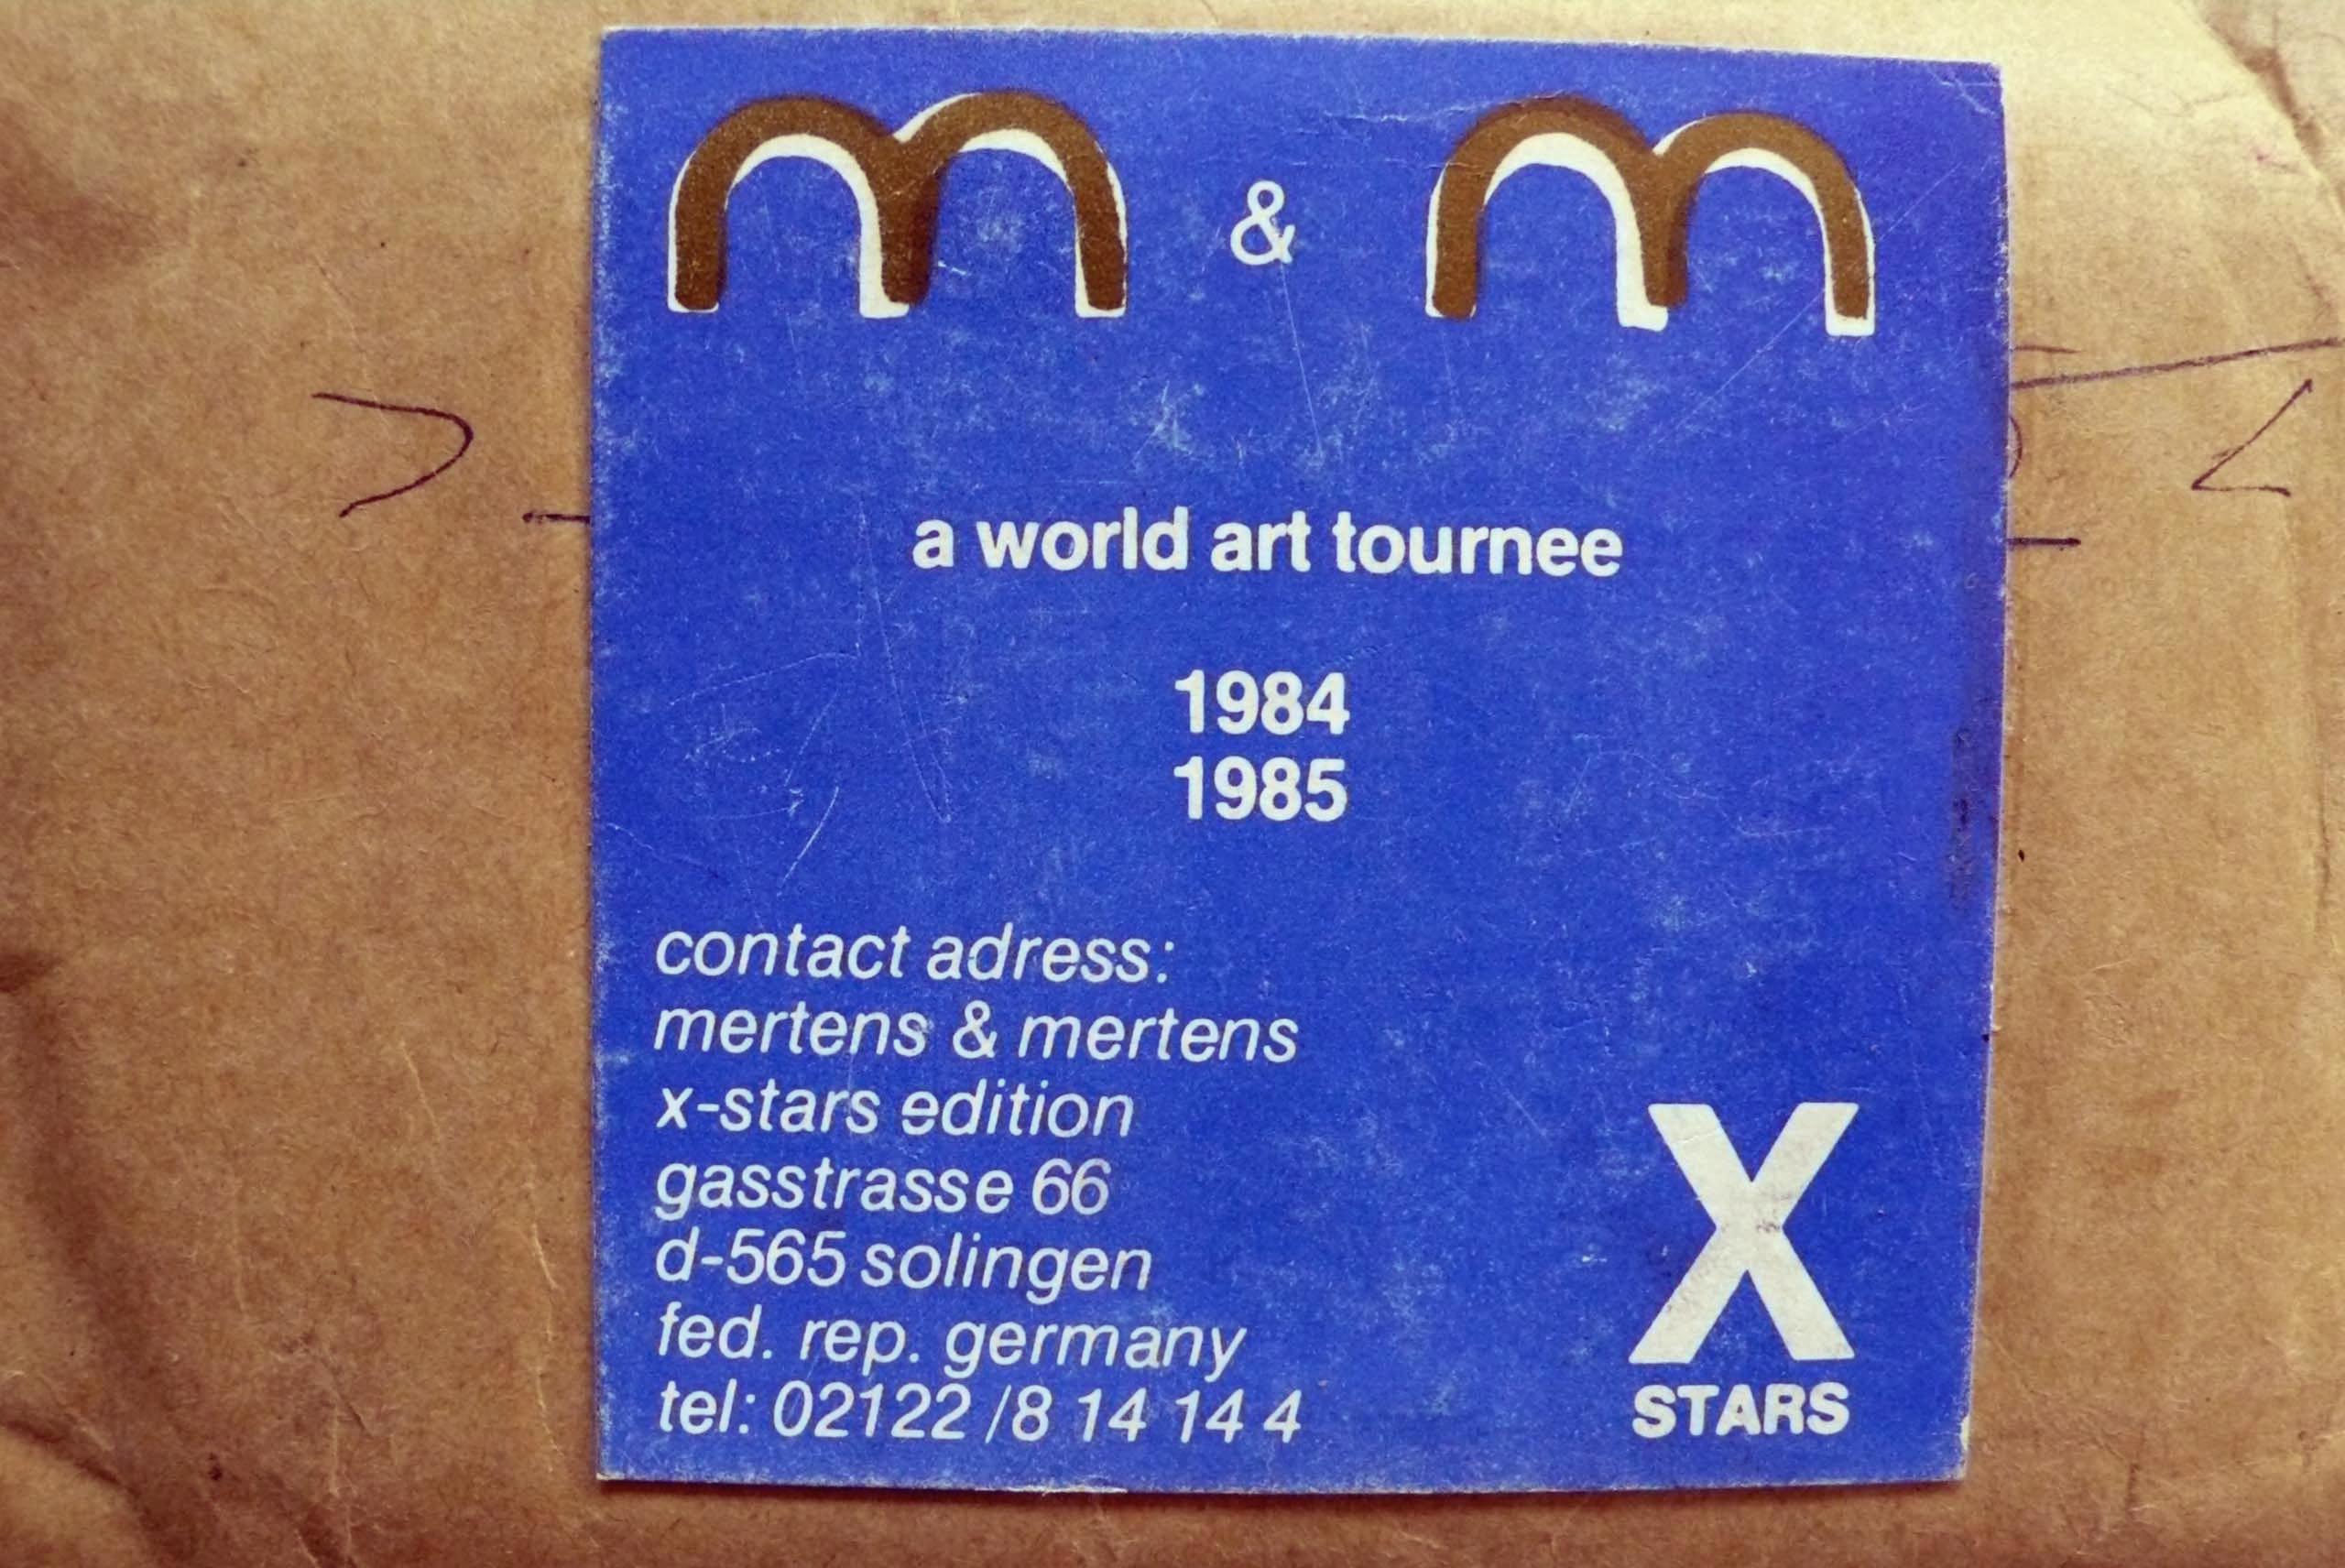 m & m
a world art tournee
1984
1985
contact adress:
mertens & mertens
x-stars edition
gasstrasse 66
d-565 solingen
fed. rep. germany
tel: 02122 /8 14 14 4
X
STARS